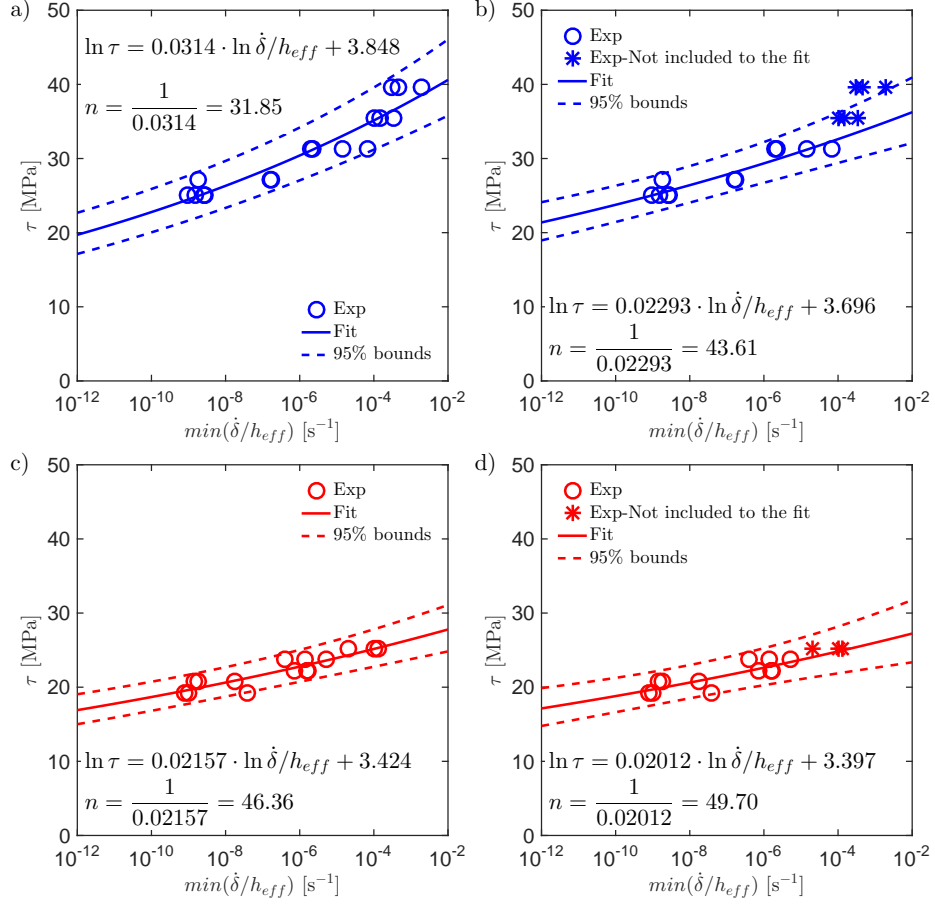 a)
ln τ = 0.0314 · ln δ̇/h_eff + 3.848
n = 1/0.0314 = 31.85
Exp
Fit
95% bounds
50
40
30
20
10
0
τ [MPa]
10^-12 10^-10 10^-8 10^-6 10^-4 10^-2
min(δ̇/h_eff) [s^-1]
b)
Exp
Exp-Not included to the fit
Fit
95% bounds
ln τ = 0.02293 · ln δ̇/h_eff + 3.696
n = 1/0.02293 = 43.61
50
40
30
20
10
0
τ [MPa]
10^-12 10^-10 10^-8 10^-6 10^-4 10^-2
min(δ̇/h_eff) [s^-1]
c)
Exp
Fit
95% bounds
ln τ = 0.02157 · ln δ̇/h_eff + 3.424
n = 1/0.02157 = 46.36
50
40
30
20
10
0
τ [MPa]
10^-12 10^-10 10^-8 10^-6 10^-4 10^-2
min(δ̇/h_eff) [s^-1]
d)
Exp
Exp-Not included to the fit
Fit
95% bounds
ln τ = 0.02012 · ln δ̇/h_eff + 3.397
n = 1/0.02012 = 49.70
50
40
30
20
10
0
τ [MPa]
10^-12 10^-10 10^-8 10^-6 10^-4 10^-2
min(δ̇/h_eff) [s^-1]